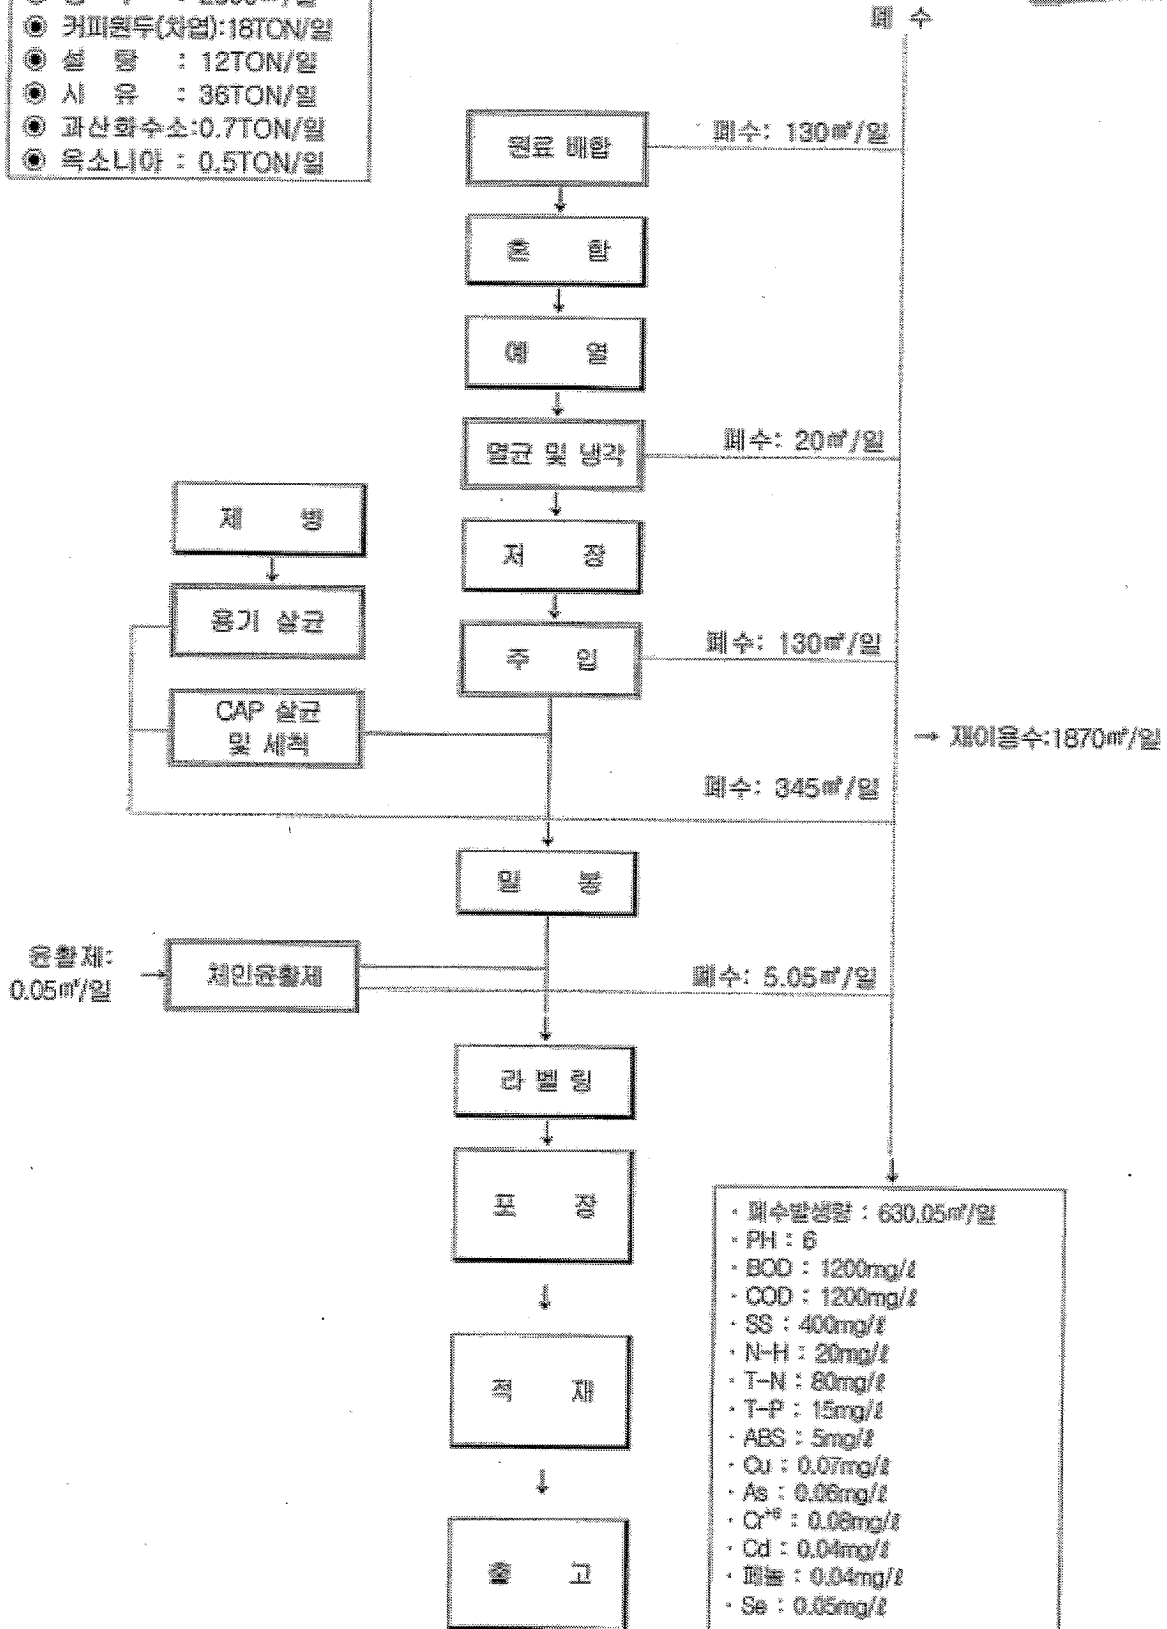 ● 커피원두(차엽):18TON/일
● 설 탕 : 12TON/일
● 시 유 : 36TON/일
● 과산화수소:0.7TON/일
● 옥소니아 : 0.5TON/일
폐 수
원료 배합
폐수: 130㎥/일
혼 합
예 열
멸균 및 냉각
폐수: 20㎥/일
제 병
저 장
용기 살균
주 입
폐수: 130㎥/일
CAP 살균
및 세척
→ 재이용수:1870㎥/일
폐수: 345㎥/일
밀 봉
윤활제:
0.05㎥/일
체인윤활제
폐수: 5.05㎥/일
라 벨 링
포 장
적 재
출 고
· 폐수발생량 : 630.05㎥/일
· PH : 6
· BOD : 1200mg/ℓ
· COD : 1200mg/ℓ
· SS : 400mg/ℓ
· N-H : 20mg/ℓ
· T-N : 80mg/ℓ
· T-P : 15mg/ℓ
· ABS : 5mg/ℓ
· Cu : 0.07mg/ℓ
· As : 0.06mg/ℓ
· Cr⁺⁶ : 0.08mg/ℓ
· Cd : 0.04mg/ℓ
· 페놀 : 0.04mg/ℓ
· Se : 0.05mg/ℓ